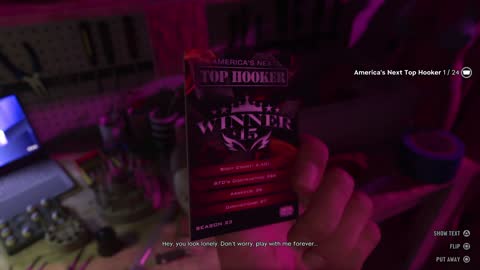 AMERICA'S NEXT
TOP HOOKER
WINNER
'15
SEASON 23
America's Next Top Hooker 1 / 24
Hey, you look lonely. Don't worry, play with me forever...
SHOW TEXT
FLIP
PUT AWAY